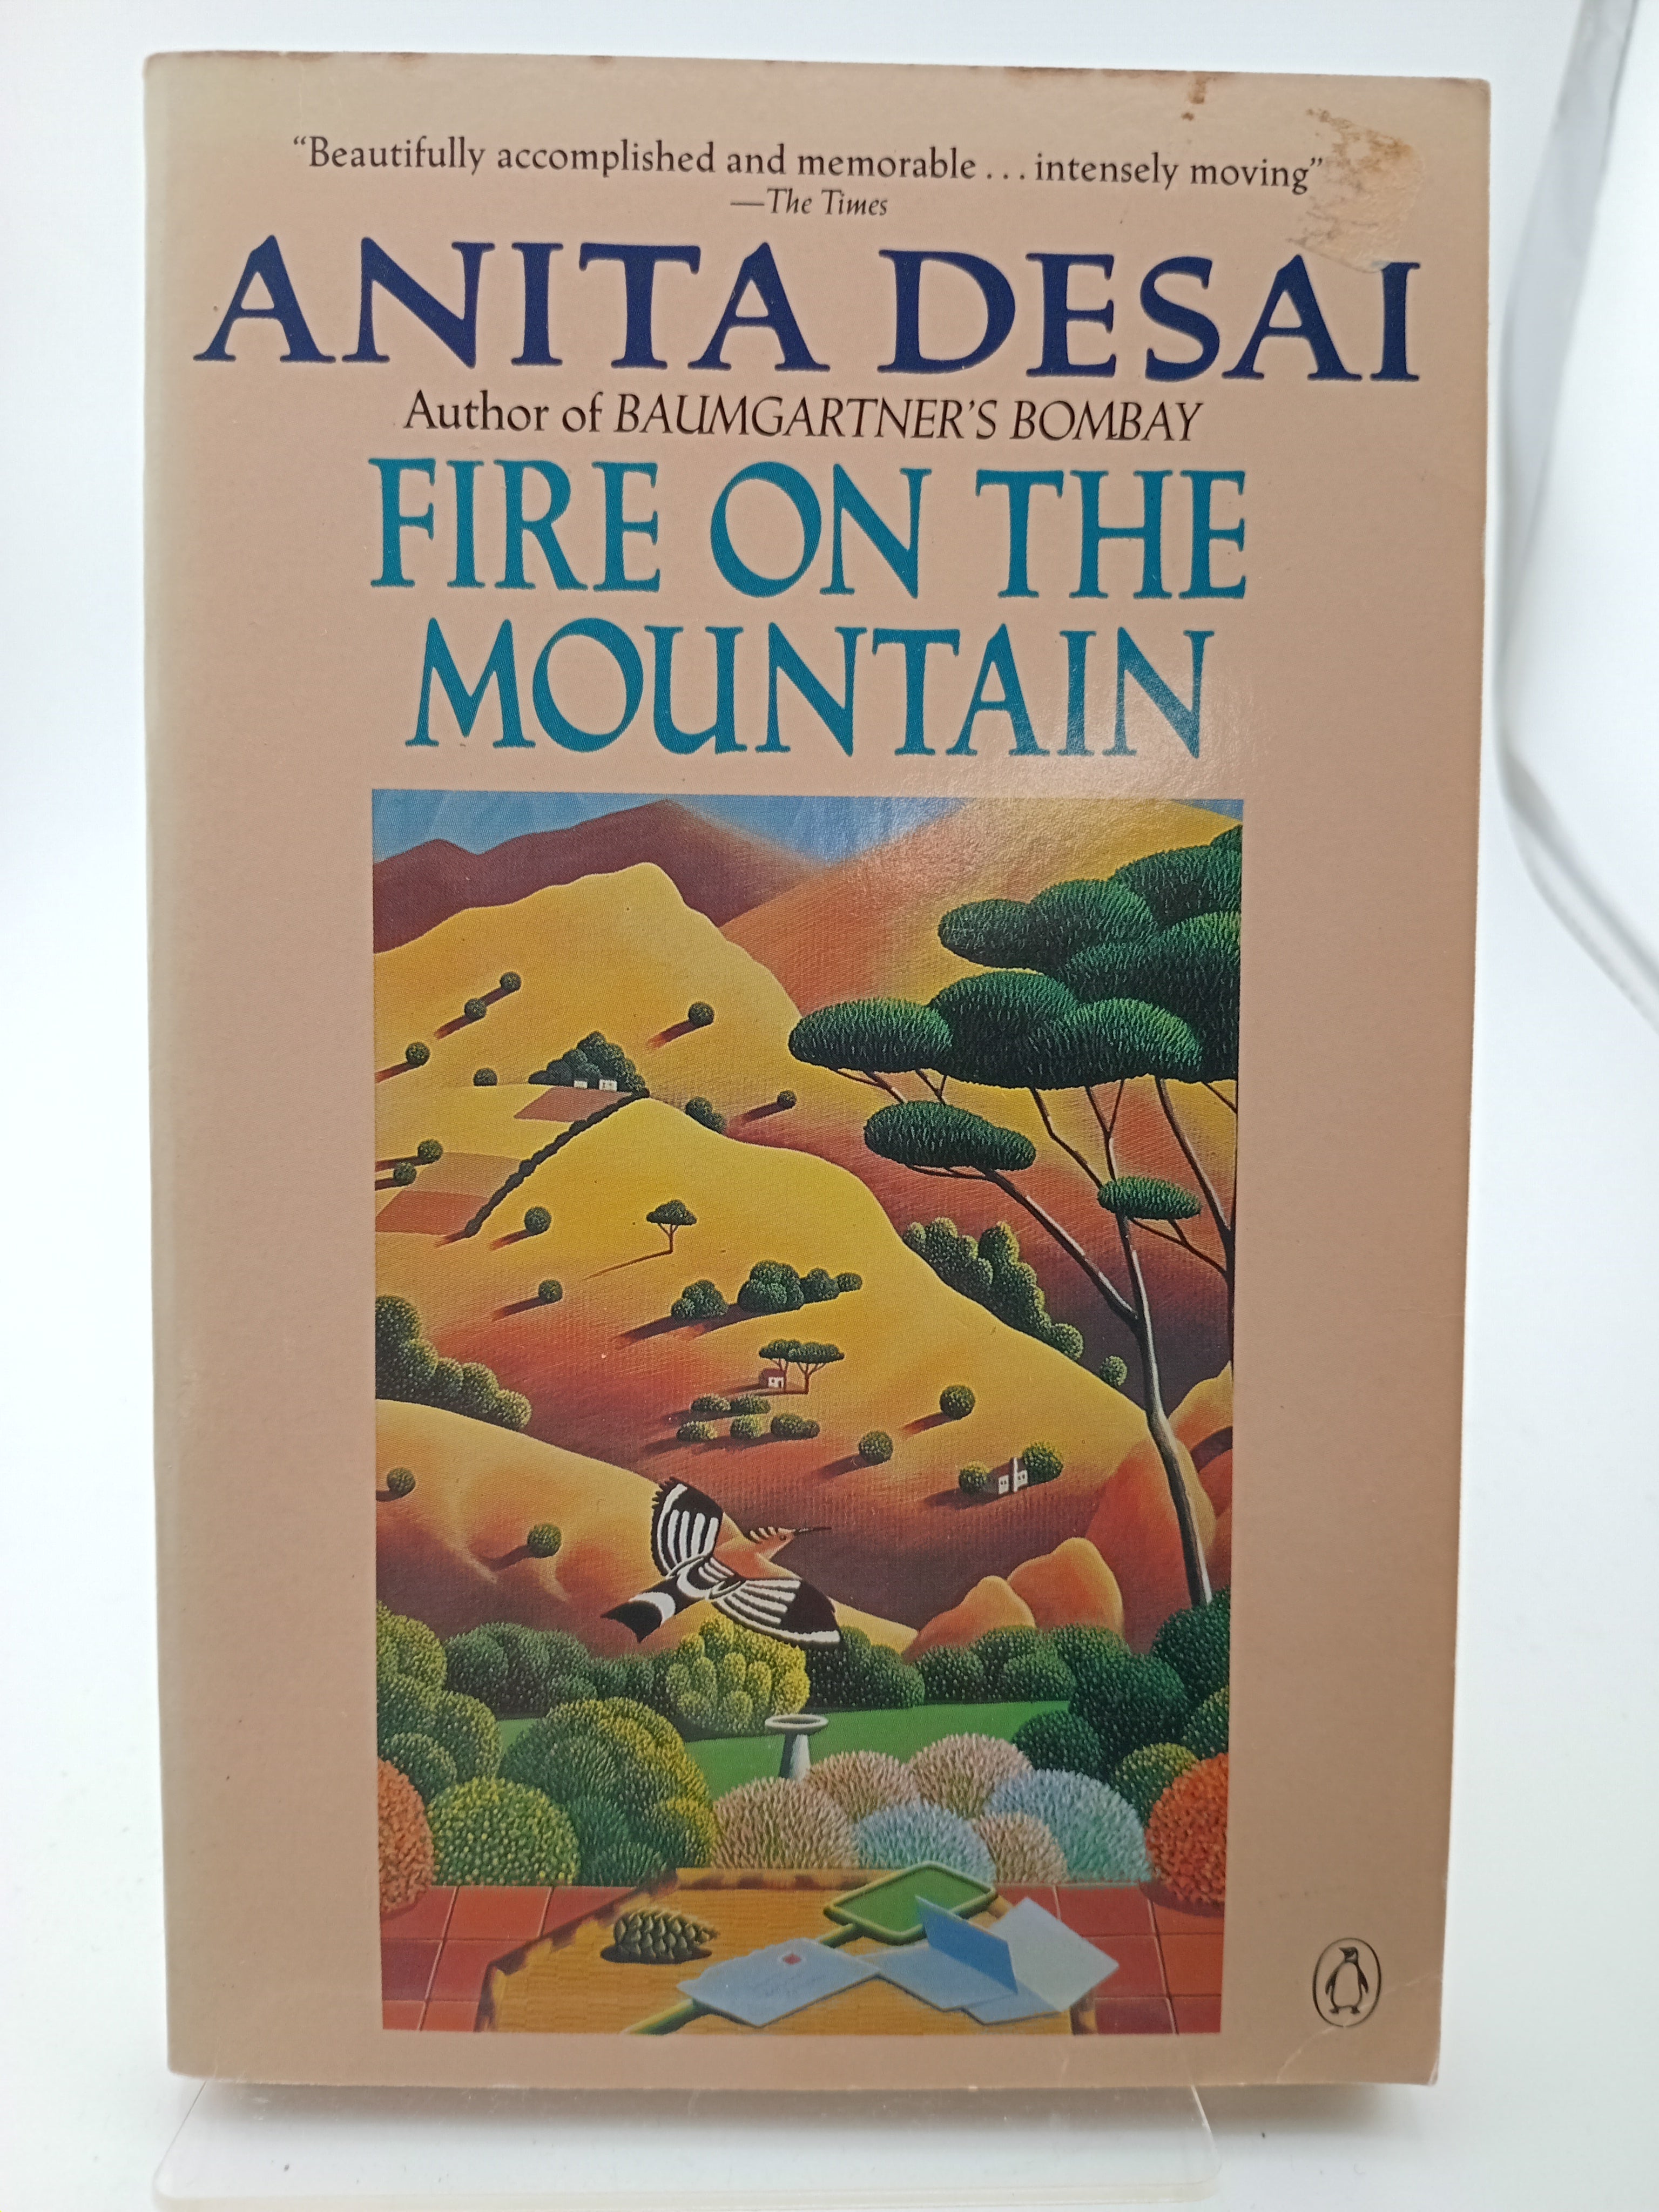 “Beautifully accomplished and memorable . . . intensely moving”
—The Times
ANITA DESAI
Author of BAUMGARTNER’S BOMBAY
FIRE ON THE
MOUNTAIN